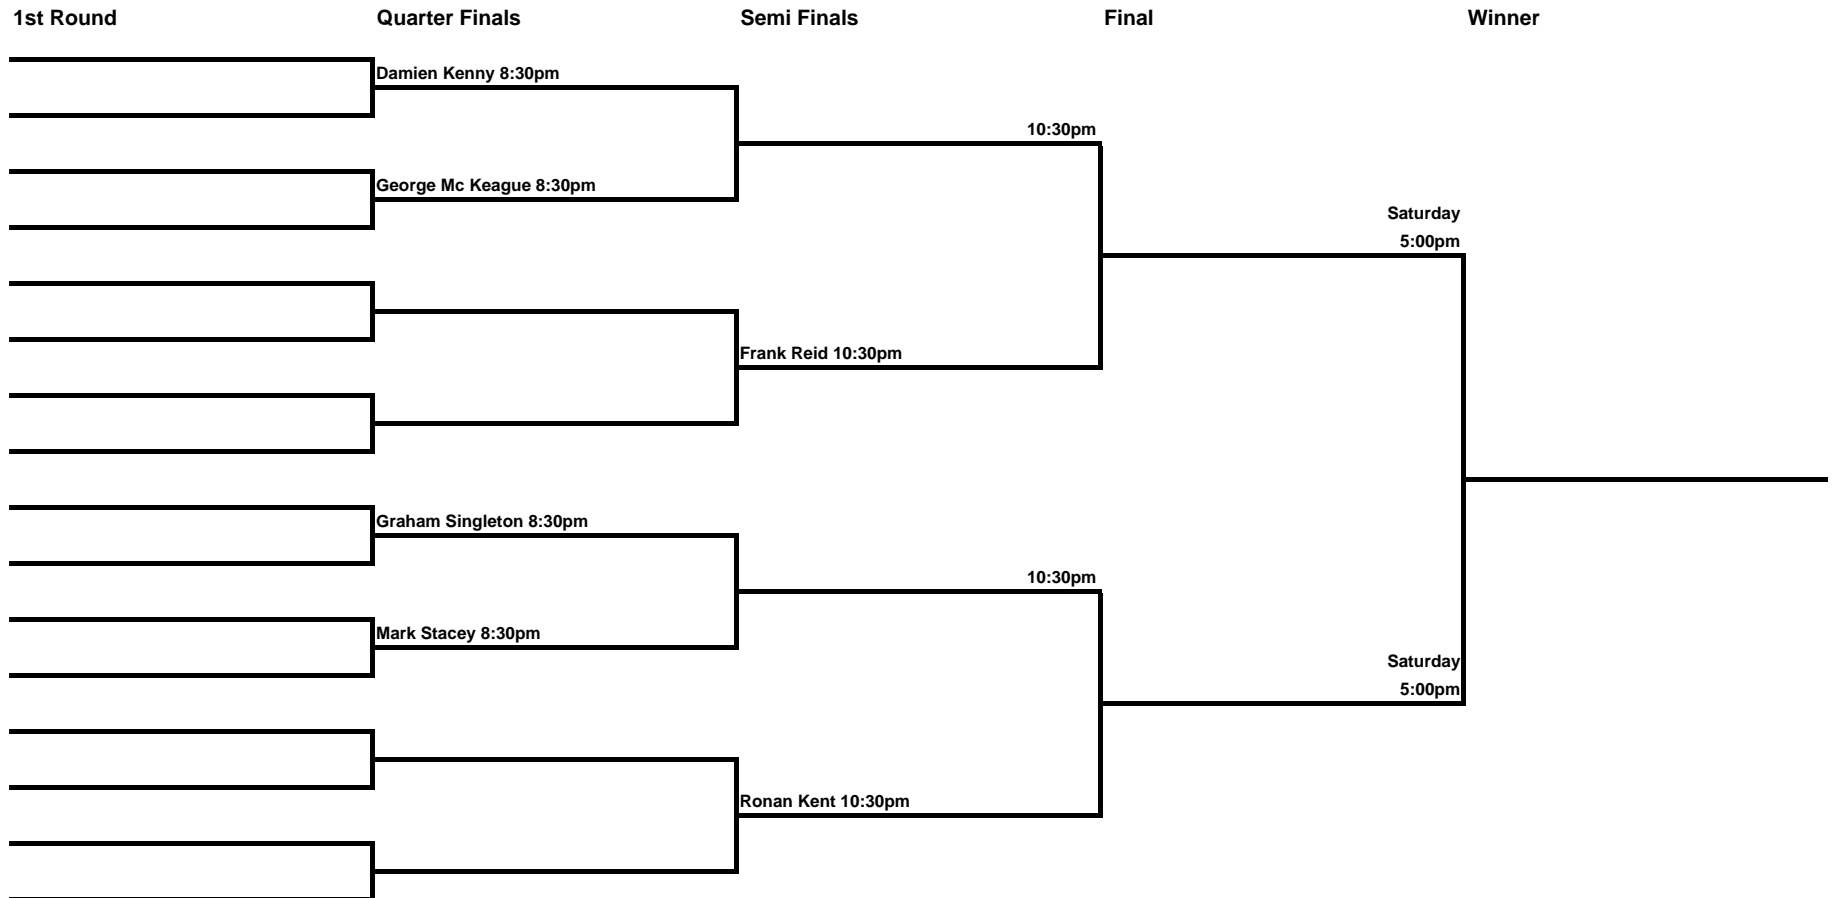 1st Round Quarter Finals Semi Finals Final Winner
Damien Kenny 8:30pm
10:30pm
George Mc Keague 8:30pm
Saturday
5:00pm
Frank Reid 10:30pm
Graham Singleton 8:30pm
10:30pm
Mark Stacey 8:30pm
Saturday
5:00pm
Ronan Kent 10:30pm